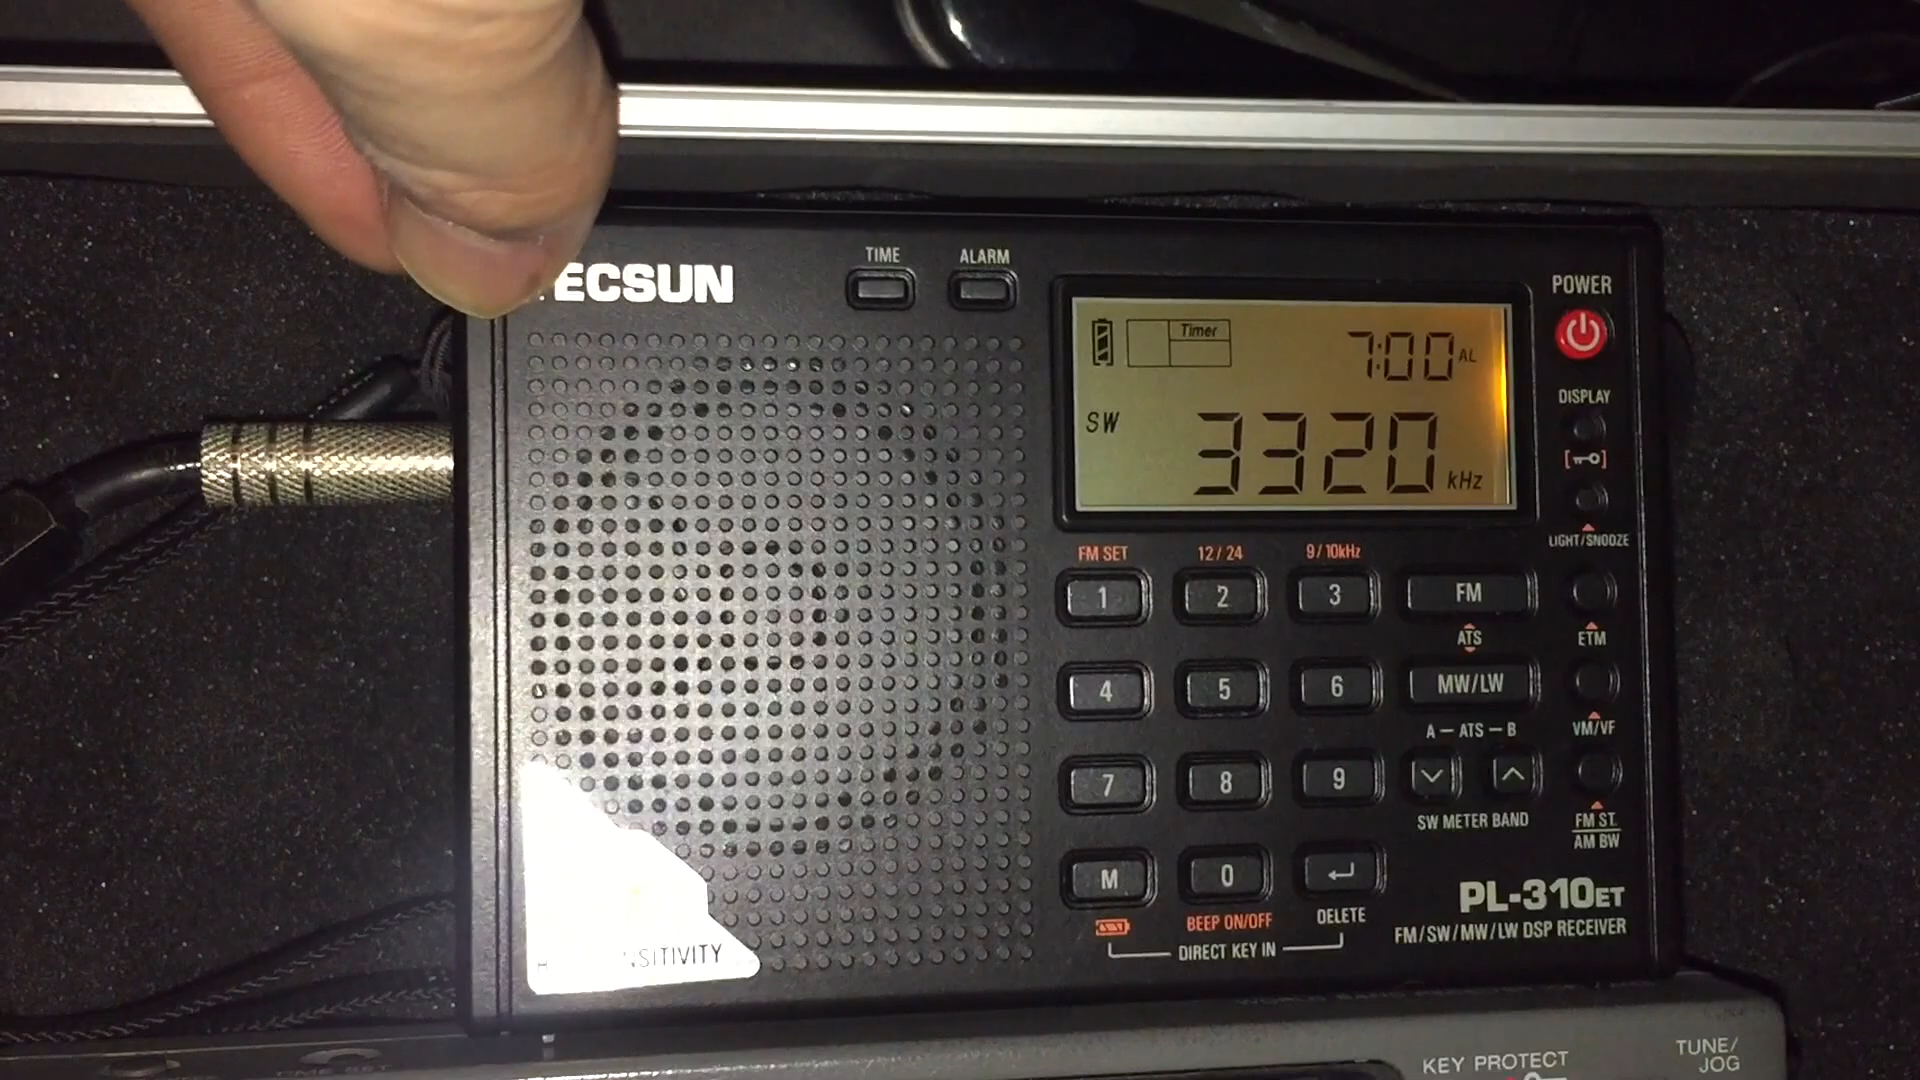 ECSUN
TIME
ALARM
POWER
Timer
7:00 AL
SW
3320 kHz
DISPLAY
LIGHT/SNOOZE
FM SET
12/24
9/10kHz
1
2
3
FM
ATS
ETM
4
5
6
MW/LW
A — ATS — B
VM/VF
7
8
9
SW METER BAND
FM ST.
AM BW
M
0
BEEP ON/OFF
DELETE
DIRECT KEY IN
PL-310ET
FM/SW/MW/LW DSP RECEIVER
KEY PROTECT
TUNE/
JOG